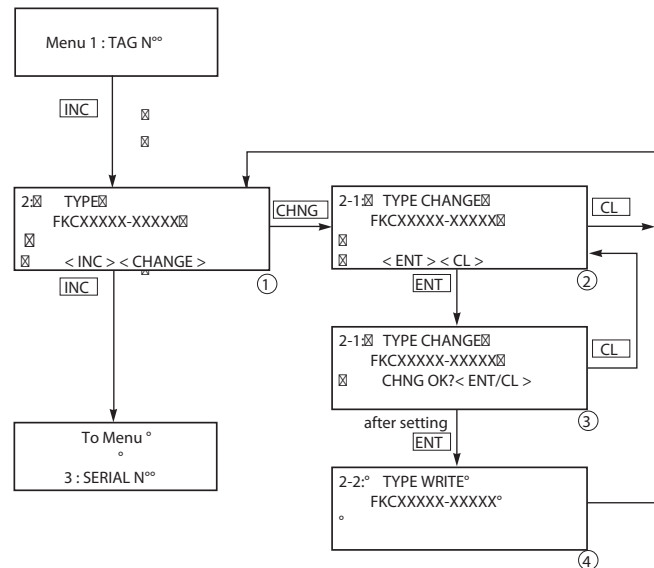 Menu 1 : TAG N°°
INC
2: TYPE
FKCXXXXX-XXXXX
< INC > < CHANGE >
1
CHNG
2-1: TYPE CHANGE
FKCXXXXX-XXXXX
< ENT > < CL >
2
CL
INC
ENT
2-1: TYPE CHANGE
FKCXXXXX-XXXXX
CHNG OK?< ENT/CL >
3
CL
To Menu °
°
3 : SERIAL N°°
after setting
ENT
2-2:° TYPE WRITE°
FKCXXXXX-XXXXX°
°
4